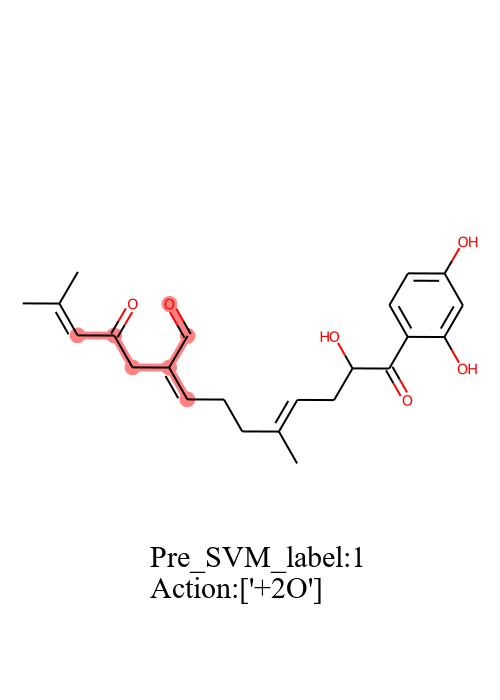 OH
O
O
HO
O
OH
Pre_SVM_label:1
Action:['+2O']